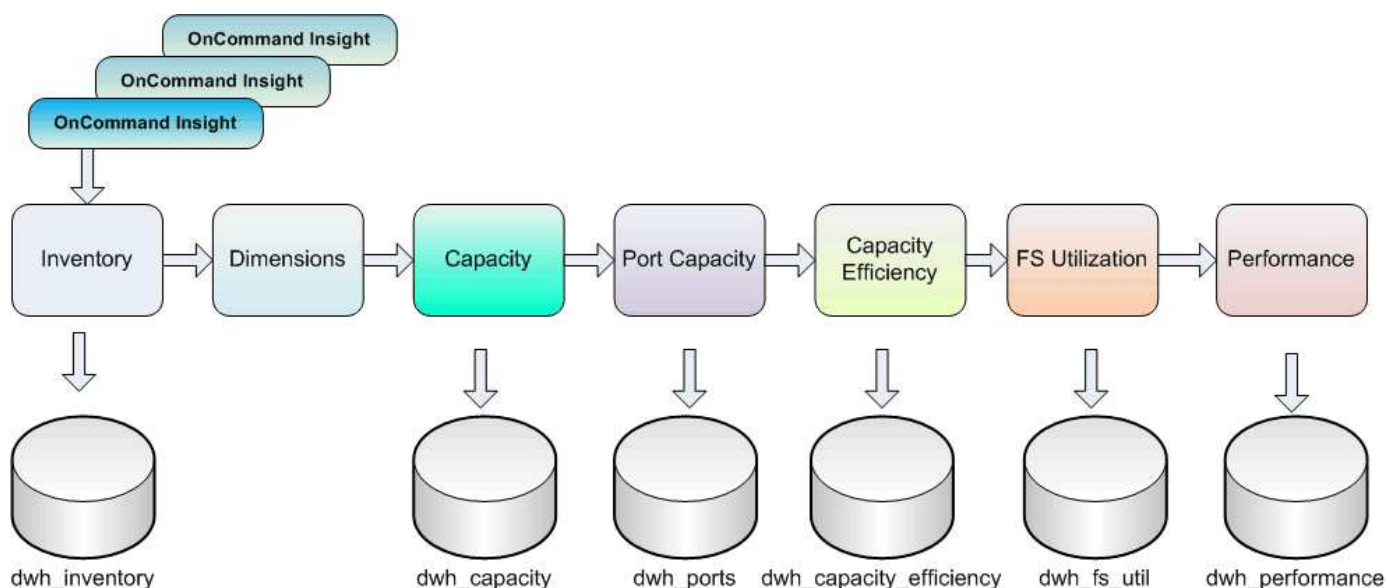 OnCommand Insight
OnCommand Insight
OnCommand Insight
Inventory
Dimensions
Capacity
Port Capacity
Capacity
Efficiency
FS Utilization
Performance
dwh_inventory
dwh_capacity
dwh_ports
dwh_capacity_efficiency
dwh_fs_util
dwh_performance